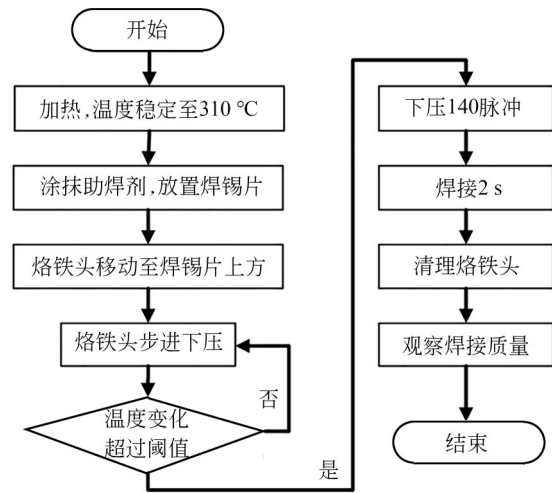 开始
加热,温度稳定至310 ℃
涂抹助焊剂,放置焊锡片
烙铁头移动至焊锡片上方
烙铁头步进下压
否
温度变化
超过阈值
是
下压140脉冲
焊接2 s
清理烙铁头
观察焊接质量
结束